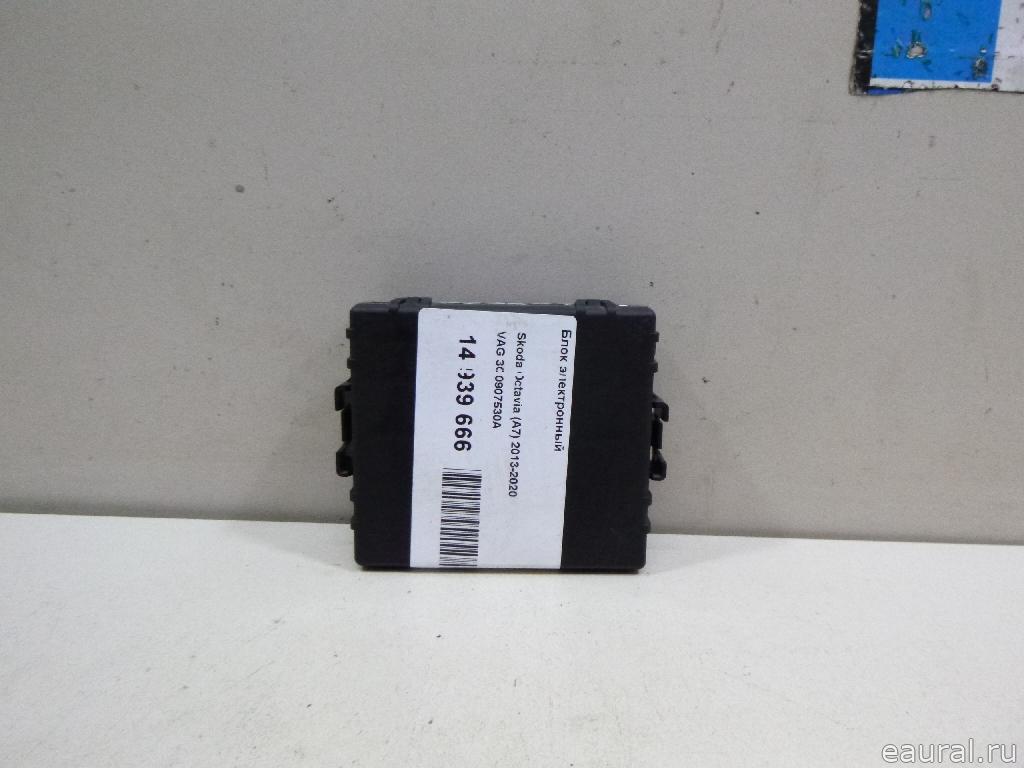 Блок электронный
Skoda Octavia (A7) 2013-2020
VAG 3C0907530A
14 939 666
eaural.ru